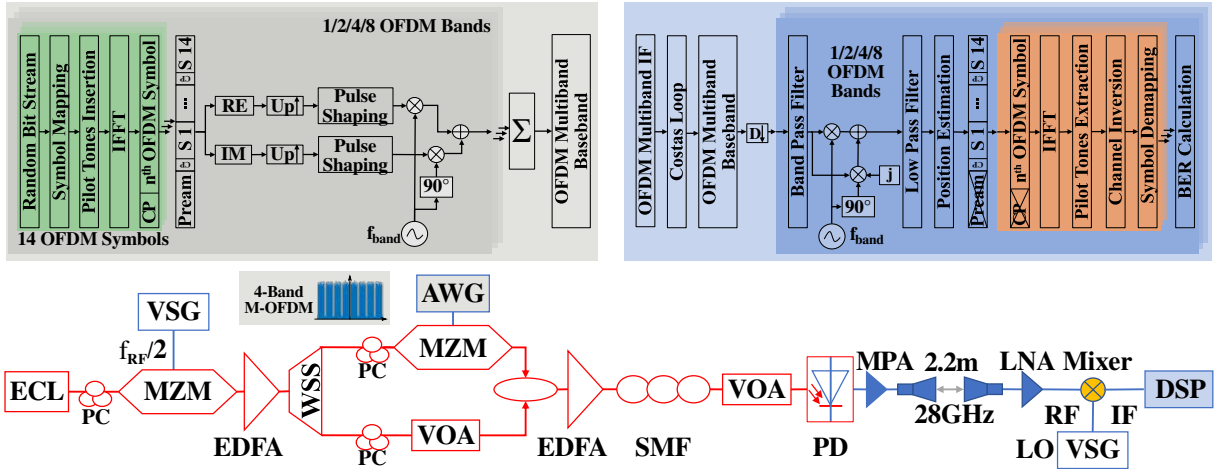 1/2/4/8 OFDM Bands
Random Bit Stream
Symbol Mapping
Pilot Tones Insertion
IFFT
CP nᵗʰ OFDM Symbol
14 OFDM Symbols
Pream
S 1
...
S 14
RE
Up
Pulse
Shaping
IM
Up
Pulse
Shaping
90°
f_band
Σ
OFDM Multiband
Baseband
OFDM Multiband IF
Costas Loop
OFDM Multiband
Baseband
D
Band Pass Filter
1/2/4/8
OFDM
Bands
j
90°
f_band
Low Pass Filter
Position Estimation
Pream
S 1
...
S 14
CP nᵗʰ OFDM Symbol
IFFT
Pilot Tones Extraction
Channel Inversion
Symbol Demapping
BER Calculation
VSG
f_RF/2
4-Band
M-OFDM
AWG
ECL
PC
MZM
EDFA
WSS
PC
MZM
PC
VOA
EDFA
SMF
VOA
PD
MPA
2.2m
28GHz
LNA
Mixer
RF
IF
LO
VSG
DSP